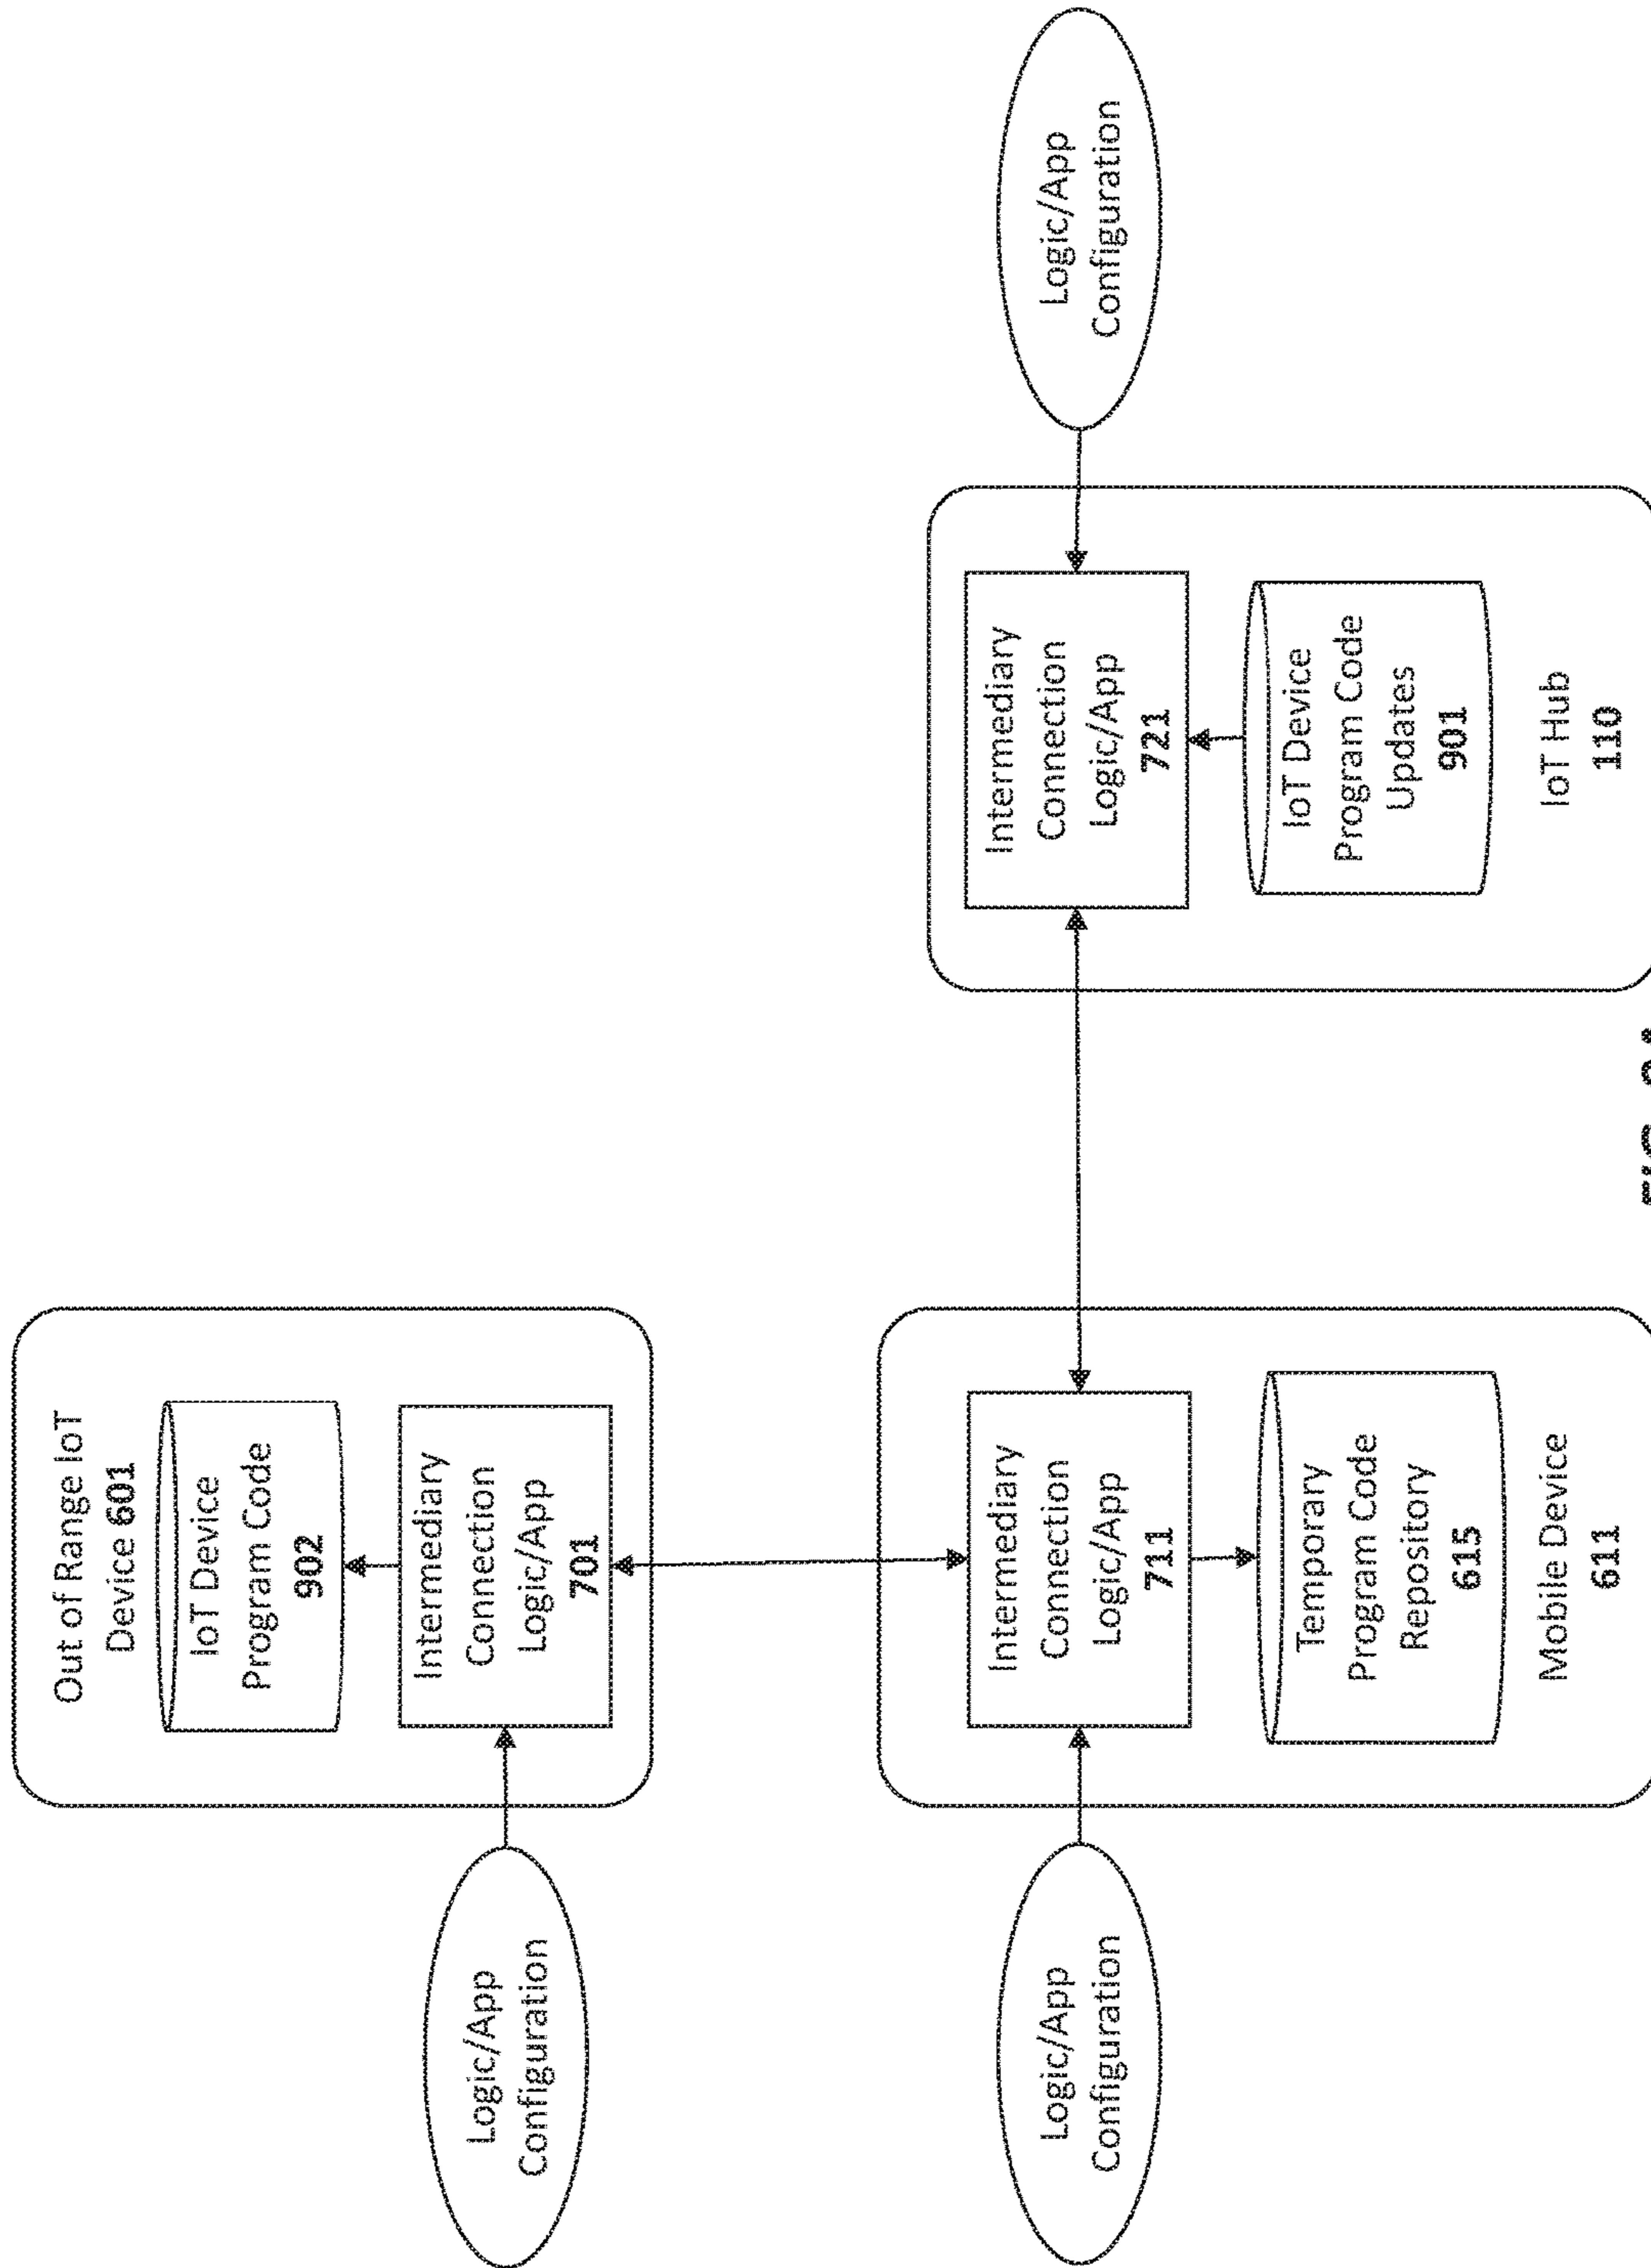 Out of Range IoT
Device 601
IoT Device
Program Code
902
Logic/App
Configuration
Intermediary
Connection
Logic/App
701
Logic/App
Configuration
Intermediary
Connection
Logic/App
711
Temporary
Program Code
Repository
615
Mobile Device
611
Intermediary
Connection
Logic/App
721
IoT Device
Program Code
Updates
901
IoT Hub
110
Logic/App
Configuration